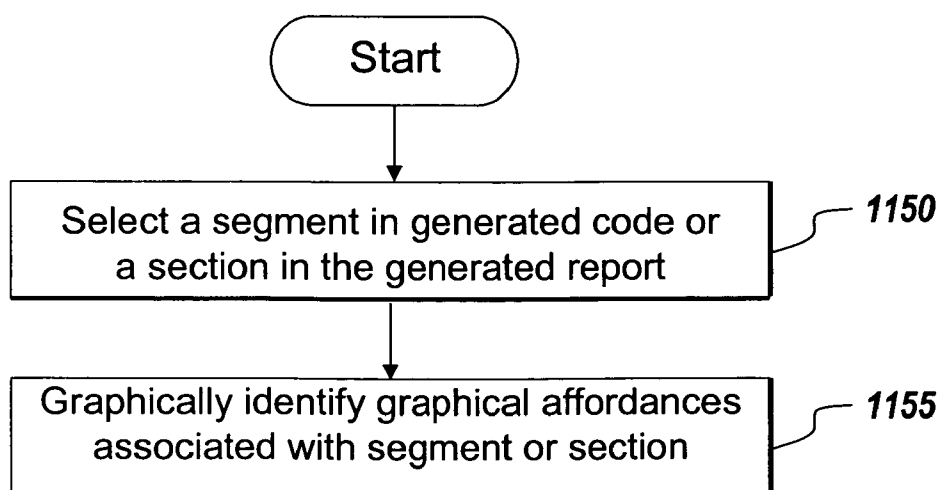 Start
Select a segment in generated code or
a section in the generated report
1150
Graphically identify graphical affordances
associated with segment or section
1155